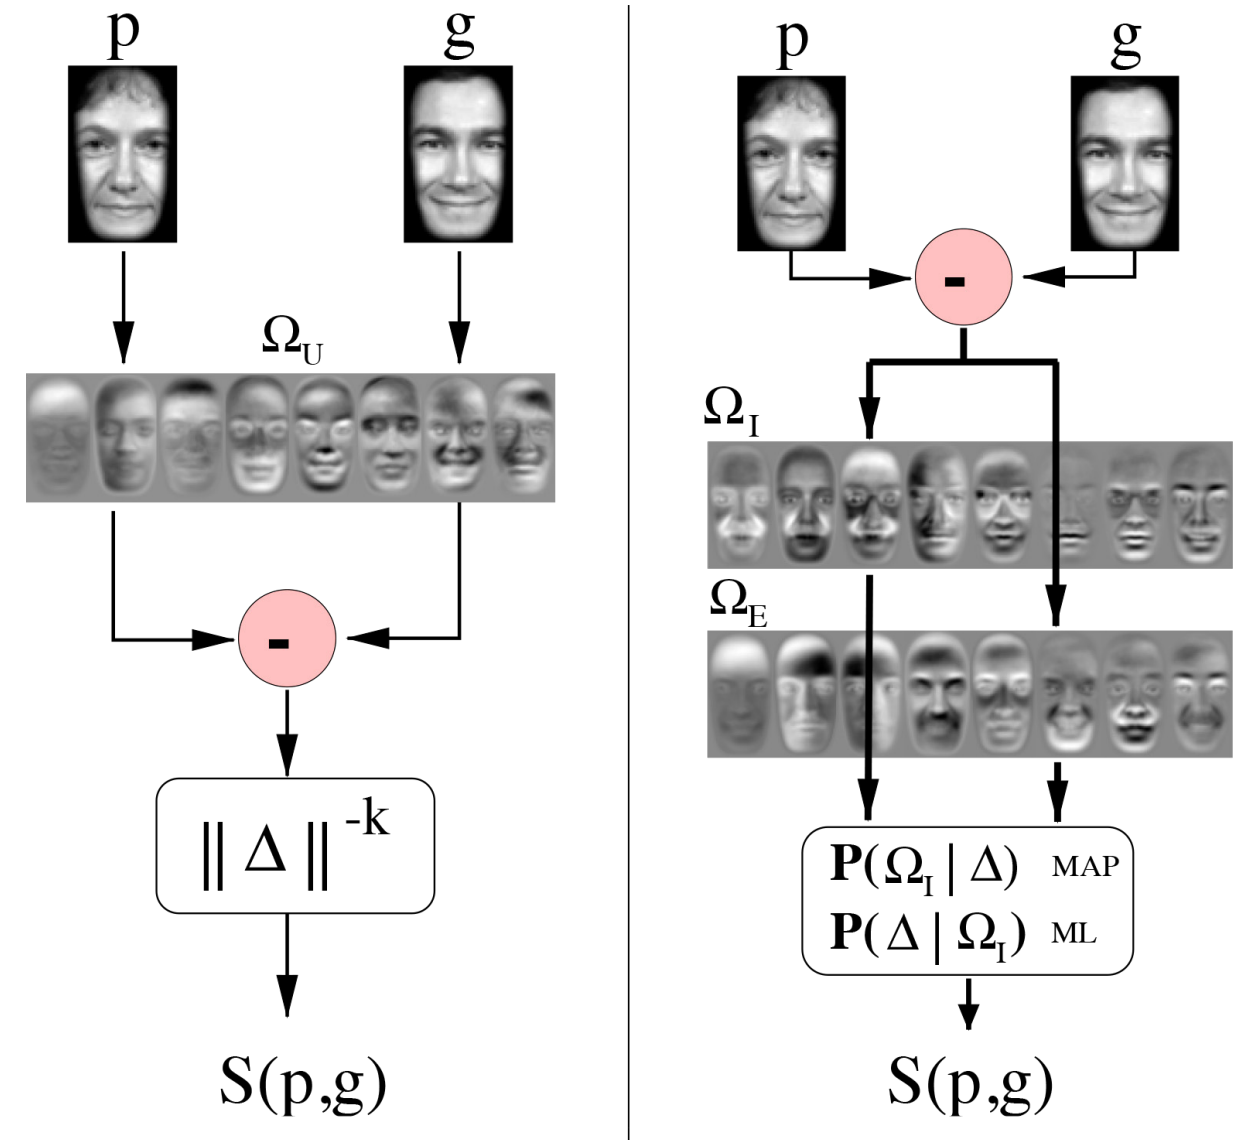 p
g
Ω_U
-
‖ Δ ‖^-k
S(p,g)
p
g
-
Ω_I
Ω_E
P(Ω_I | Δ) MAP
P(Δ | Ω_I) ML
S(p,g)